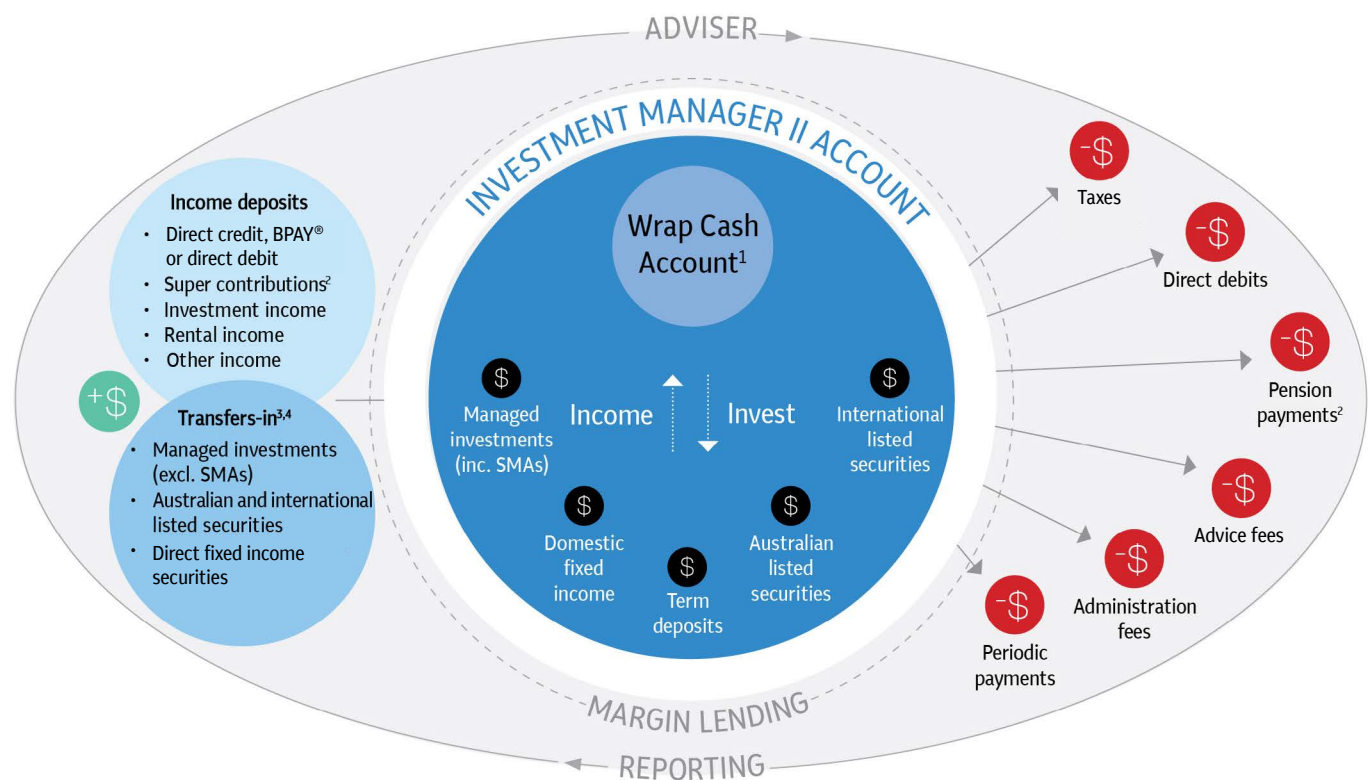 ADVISER
INVESTMENT MANAGER II ACCOUNT
Income deposits
• Direct credit, BPAY®
or direct debit
• Super contributions²
• Investment income
• Rental income
• Other income
+$
Transfers-in³,⁴
• Managed investments
(excl. SMAs)
• Australian and international
listed securities
• Direct fixed income
securities
Wrap Cash
Account¹
Income
Invest
$
Managed
investments
(inc. SMAs)
$
Domestic
fixed
income
$
Term
deposits
$
Australian
listed
securities
$
International
listed
securities
-$
Taxes
-$
Direct debits
-$
Pension
payments²
-$
Advice fees
-$
Administration
fees
-$
Periodic
payments
MARGIN LENDING
REPORTING